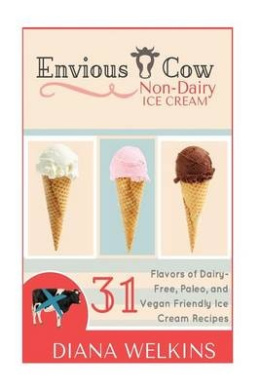 Envious Cow
Non-Dairy
ICE CREAM
31
Flavors of Dairy-
Free, Paleo, and
Vegan Friendly Ice
Cream Recipes
DIANA WELKINS